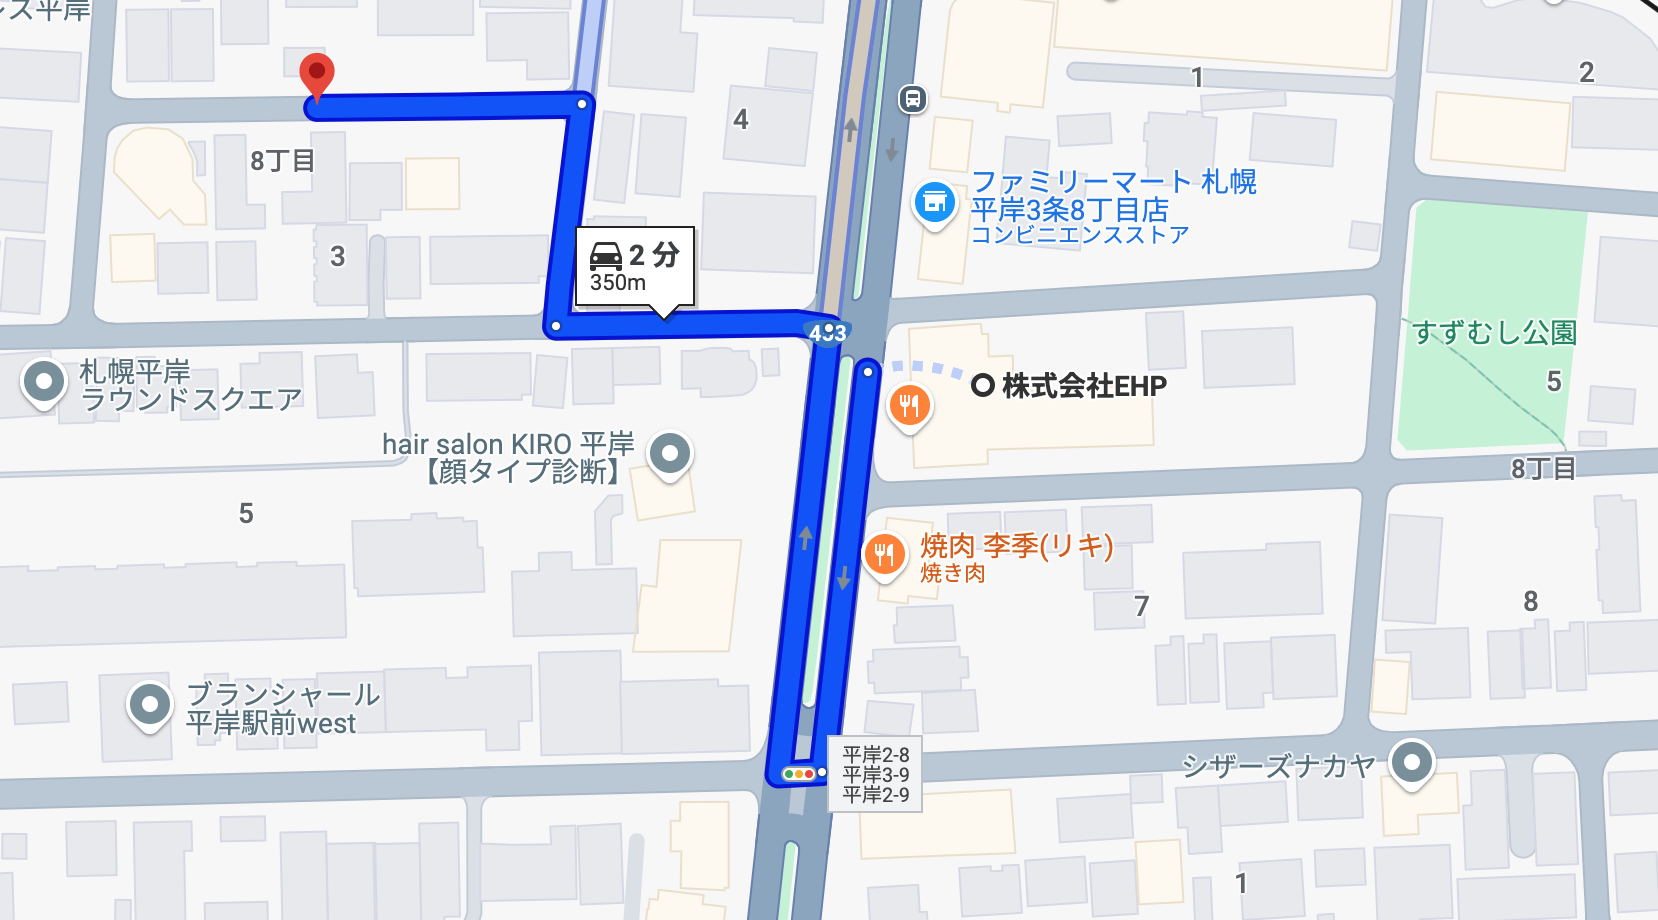 レス平岸
1
2
4
8丁目
ファミリーマート 札幌
平岸3条8丁目店
コンビニエンスストア
3
2 分
350m
453
すずむし公園
札幌平岸
ラウンドスクエア
株式会社EHP
5
hair salon KIRO 平岸
【顔タイプ診断】
8丁目
5
焼肉 李季(リキ)
焼き肉
7
8
ブランシャール
平岸駅前west
平岸2-8
平岸3-9
平岸2-9
シザーズナカヤ
1